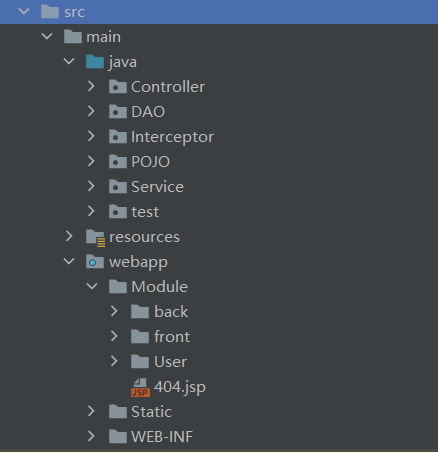 src
main
java
Controller
DAO
Interceptor
POJO
Service
test
resources
webapp
Module
back
front
User
JSP 404.jsp
Static
WEB-INF